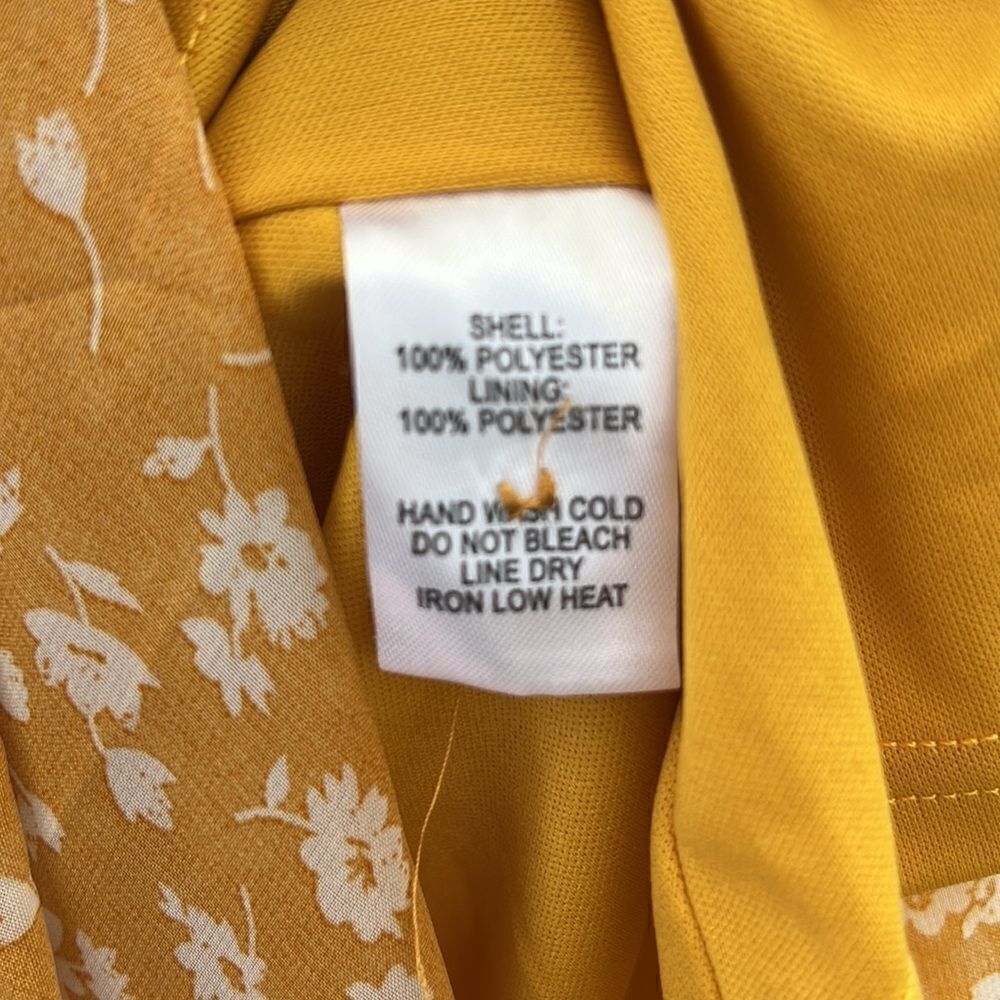 SHELL:
100% POLYESTER
LINING:
100% POLYESTER
HAND WASH COLD
DO NOT BLEACH
LINE DRY
IRON LOW HEAT